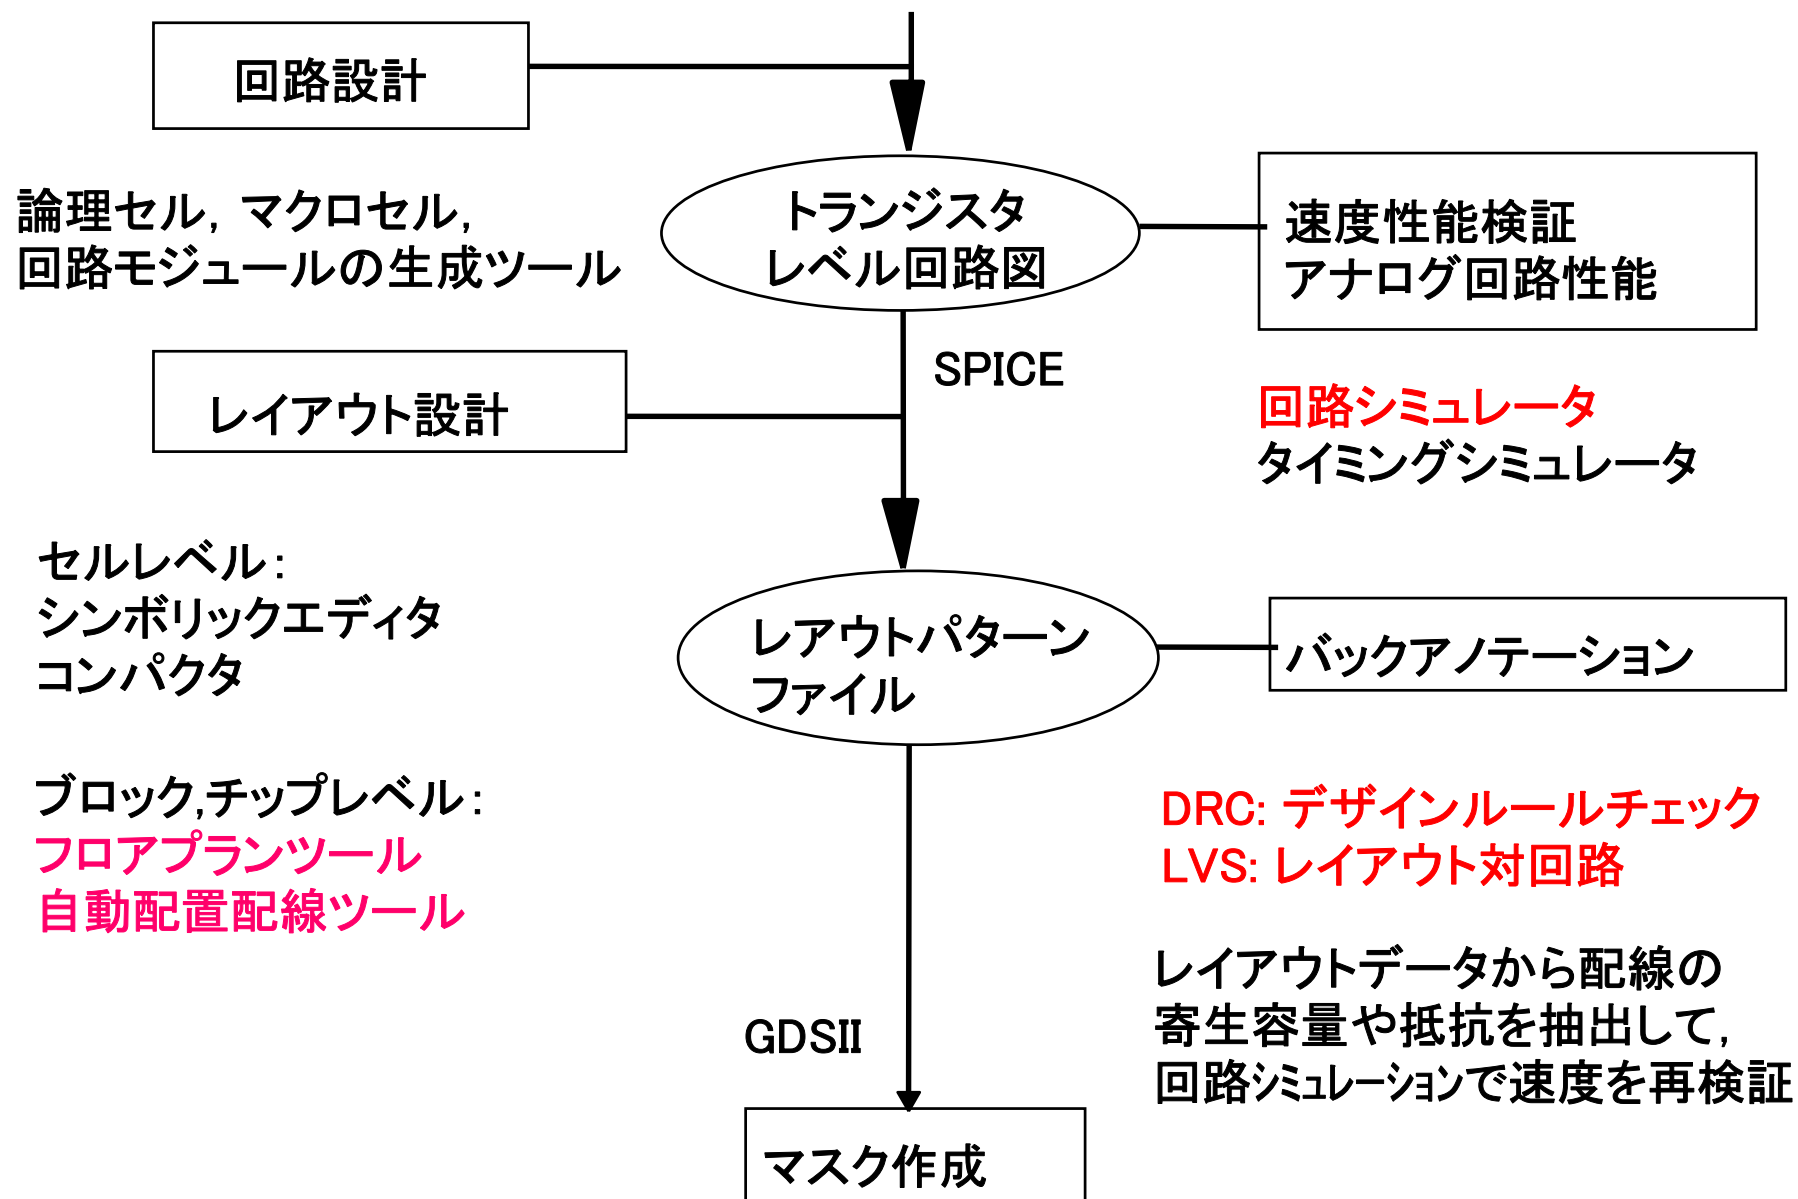 回路設計
論理セル，マクロセル，
回路モジュールの生成ツール
トランジスタ
レベル回路図
速度性能検証
アナログ回路性能
SPICE
レイアウト設計
回路シミュレータ
タイミングシミュレータ
セルレベル：
シンボリックエディタ
コンパクタ
レアウトパターン
ファイル
バックアノテーション
ブロック,チップレベル：
フロアプランツール
自動配置配線ツール
DRC: デザインルールチェック
LVS: レイアウト対回路
レイアウトデータから配線の
寄生容量や抵抗を抽出して，
回路シミュレーションで速度を再検証
GDSII
マスク作成